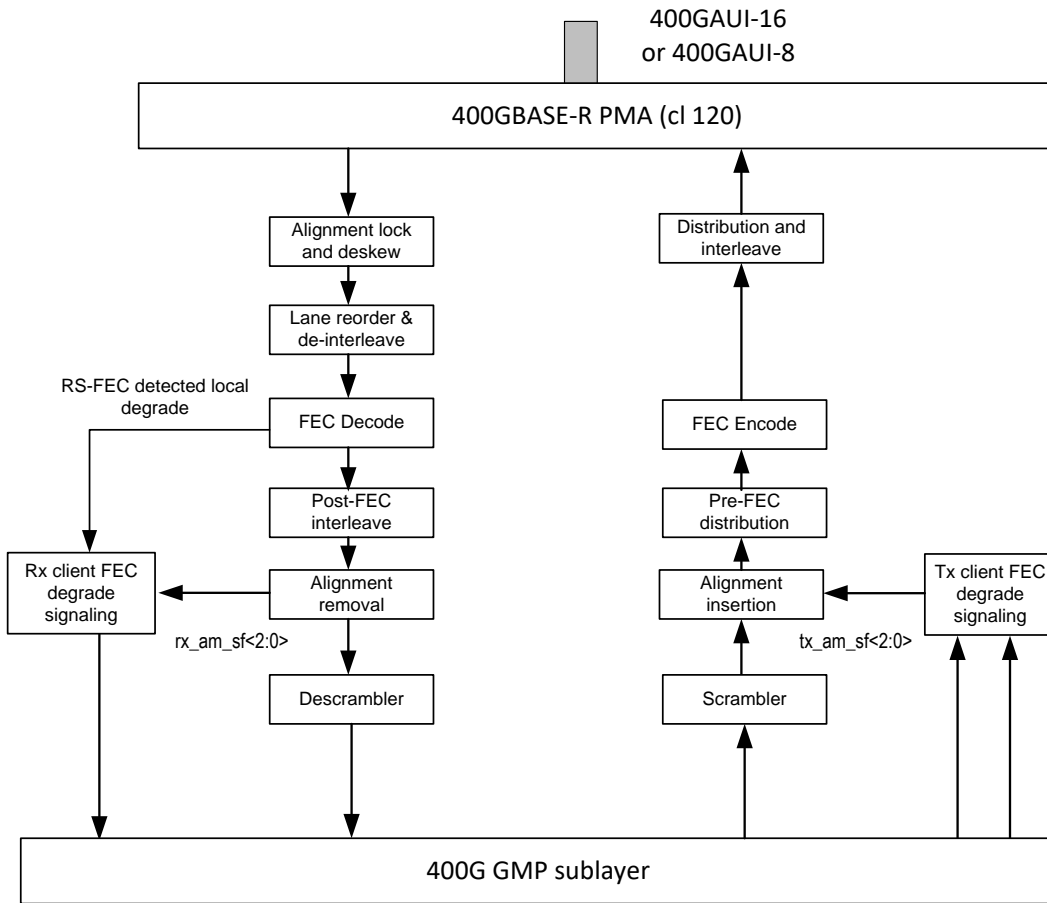 400GAUI-16
or 400GAUI-8
400GBASE-R PMA (cl 120)
Alignment lock
and deskew
Distribution and
interleave
Lane reorder &
de-interleave
RS-FEC detected local
degrade
FEC Decode
FEC Encode
Post-FEC
interleave
Pre-FEC
distribution
Rx client FEC
degrade
signaling
Alignment
removal
Alignment
insertion
Tx client FEC
degrade
signaling
rx_am_sf<2:0>
tx_am_sf<2:0>
Descrambler
Scrambler
400G GMP sublayer